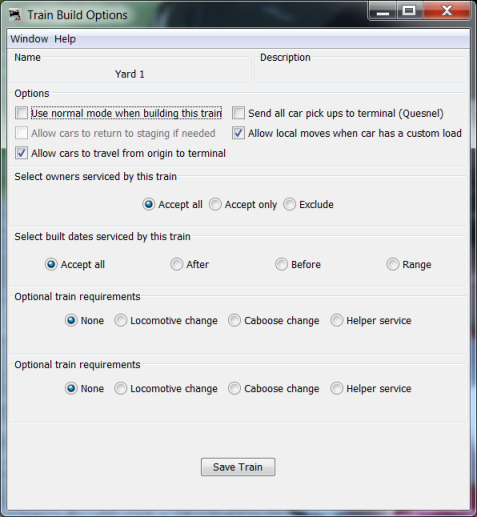 Train Build Options
Window Help
Name Description
Yard 1
Options
Use normal mode when building this train Send all car pick ups to terminal (Quesnel)
Allow cars to return to staging if needed Allow local moves when car has a custom load
Allow cars to travel from origin to terminal
Select owners serviced by this train
Accept all Accept only Exclude
Select built dates serviced by this train
Accept all After Before Range
Optional train requirements
None Locomotive change Caboose change Helper service
Optional train requirements
None Locomotive change Caboose change Helper service
Save Train